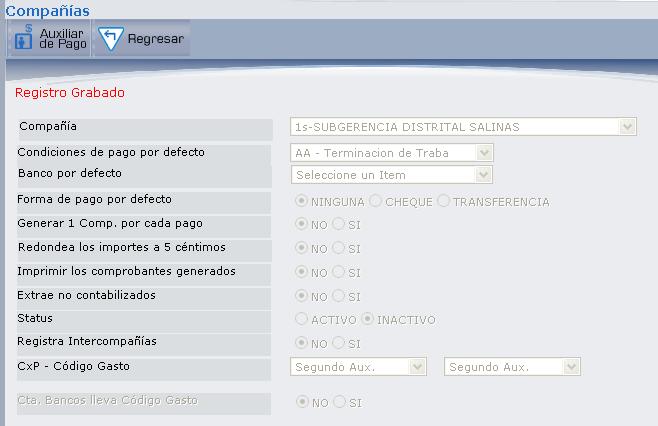 Compañías
Auxiliar de Pago
Regresar
Registro Grabado
Compañía 1s-SUBGERENCIA DISTRITAL SALINAS
Condiciones de pago por defecto AA - Terminacion de Traba
Banco por defecto Seleccione un Item
Forma de pago por defecto NINGUNA CHEQUE TRANSFERENCIA
Generar 1 Comp. por cada pago NO SI
Redondea los importes a 5 céntimos NO SI
Imprimir los comprobantes generados NO SI
Extrae no contabilizados NO SI
Status ACTIVO INACTIVO
Registra Intercompañías NO SI
CxP - Código Gasto Segundo Aux. Segundo Aux.
Cta. Bancos lleva Código Gasto NO SI